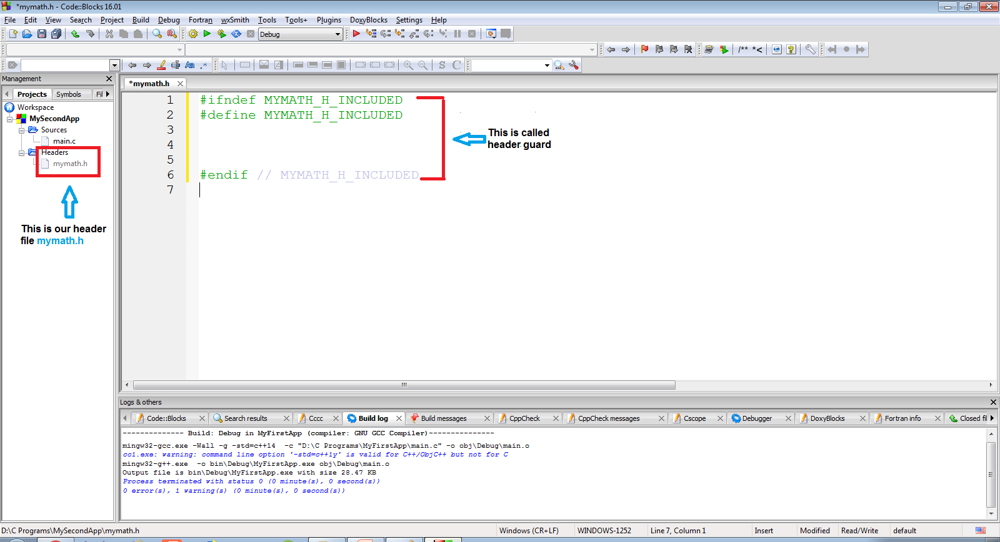 *mymath.h - Code::Blocks 16.01
File Edit View Search Project Build Debug Fortran wxSmith Tools Tools+ Plugins DoxyBlocks Settings Help
Debug
/** *<
Aa .*
S C
Management
Projects Symbols Fil
Workspace
MySecondApp
Sources
main.c
Headers
mymath.h
This is our header
file mymath.h
*mymath.h
1 #ifndef MYMATH_H_INCLUDED
2 #define MYMATH_H_INCLUDED
3
4
5
6 #endif // MYMATH_H_INCLUDED
7
This is called
header guard
Logs & others
Code::Blocks Search results Cccc Build log Build messages CppCheck CppCheck messages Cscope Debugger DoxyBlocks Fortran info Closed fil
-------------- Build: Debug in MyFirstApp (compiler: GNU GCC Compiler)---------------
mingw32-gcc.exe -Wall -g -std=c++14  -c "D:\C Programs\MyFirstApp\main.c" -o obj\Debug\main.o
cc1.exe: warning: command line option '-std=c++1y' is valid for C++/ObjC++ but not for C
mingw32-g++.exe  -o bin\Debug\MyFirstApp.exe obj\Debug\main.o
Output file is bin\Debug\MyFirstApp.exe with size 28.47 KB
Process terminated with status 0 (0 minute(s), 0 second(s))
0 error(s), 1 warning(s) (0 minute(s), 0 second(s))
D:\C Programs\MySecondApp\mymath.h Windows (CR+LF) WINDOWS-1252 Line 7, Column 1 Insert Modified Read/Write default